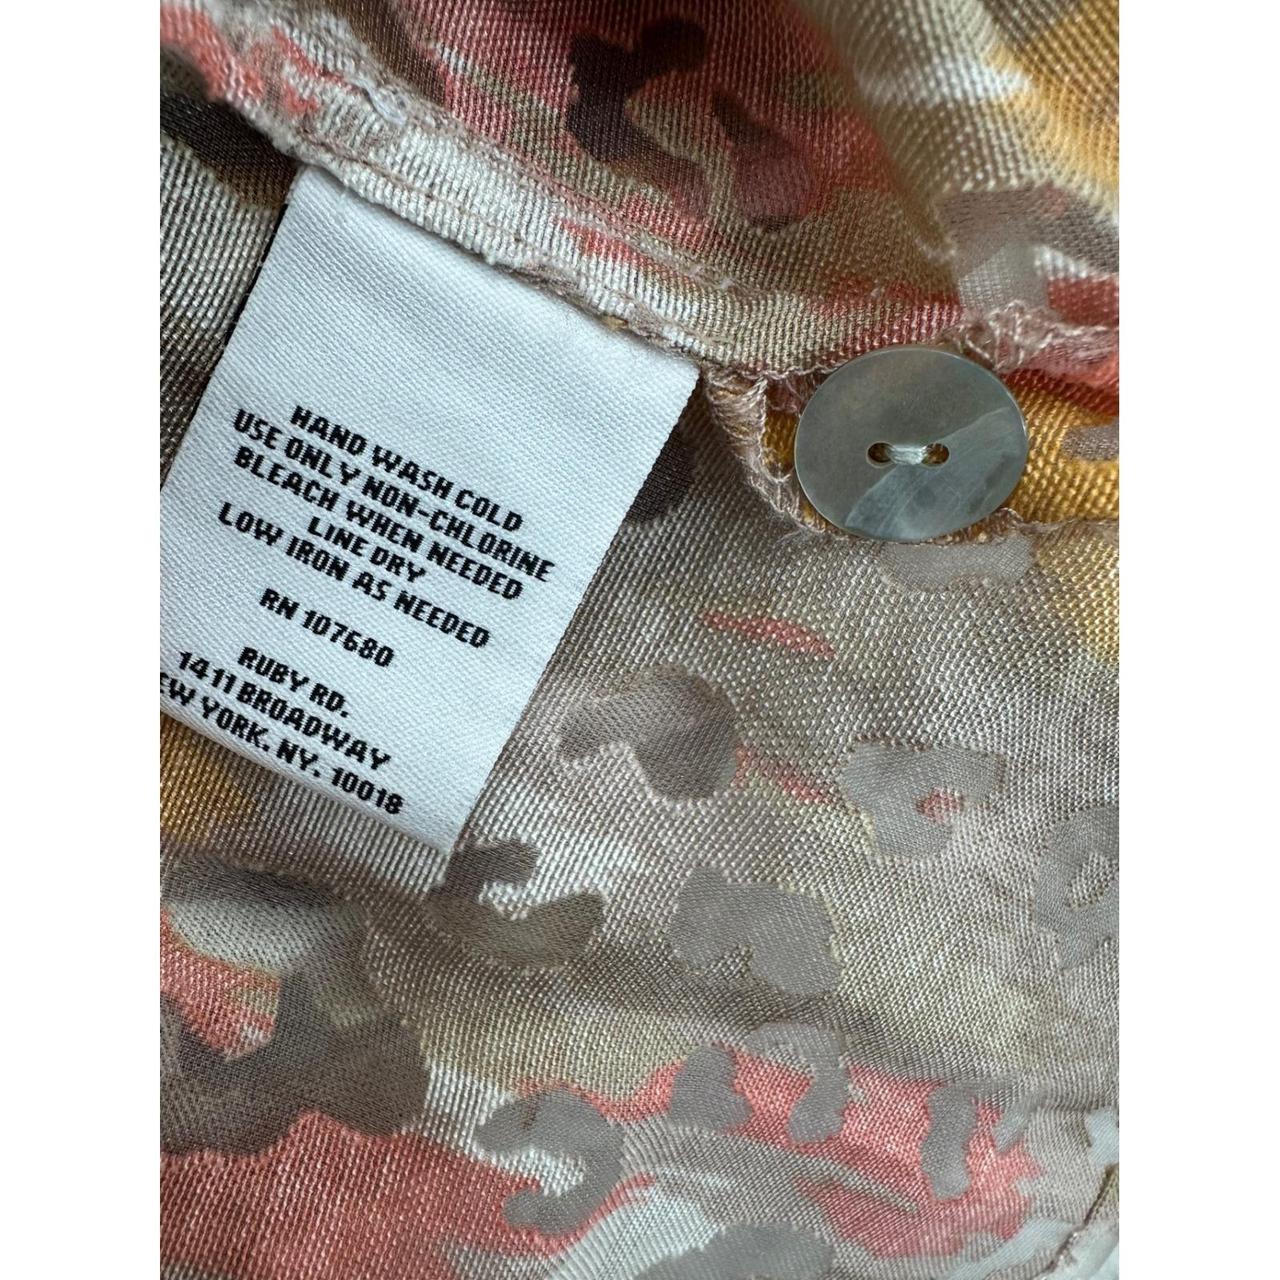 HAND WASH COLD
USE ONLY NON-CHLORINE
BLEACH WHEN NEEDED
LINE DRY
LOW IRON AS NEEDED
RN 107680
RUBY RD.
1411 BROADWAY
EW YORK, NY. 10018